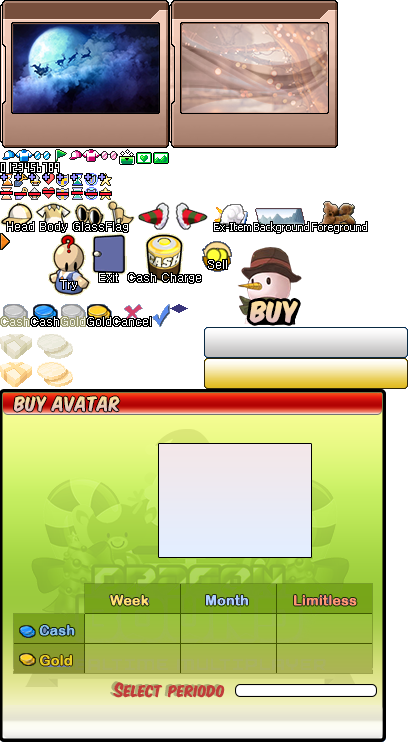 0123456789
Head Body Glass Flag Ex-Item Background Foreground
Try Exit Cash Charge Sell
CASH
BUY
Cash Cash Gold Gold Cancel
BUY AVATAR
Week Month Limitless
Cash
Gold
SELECT PERIODO